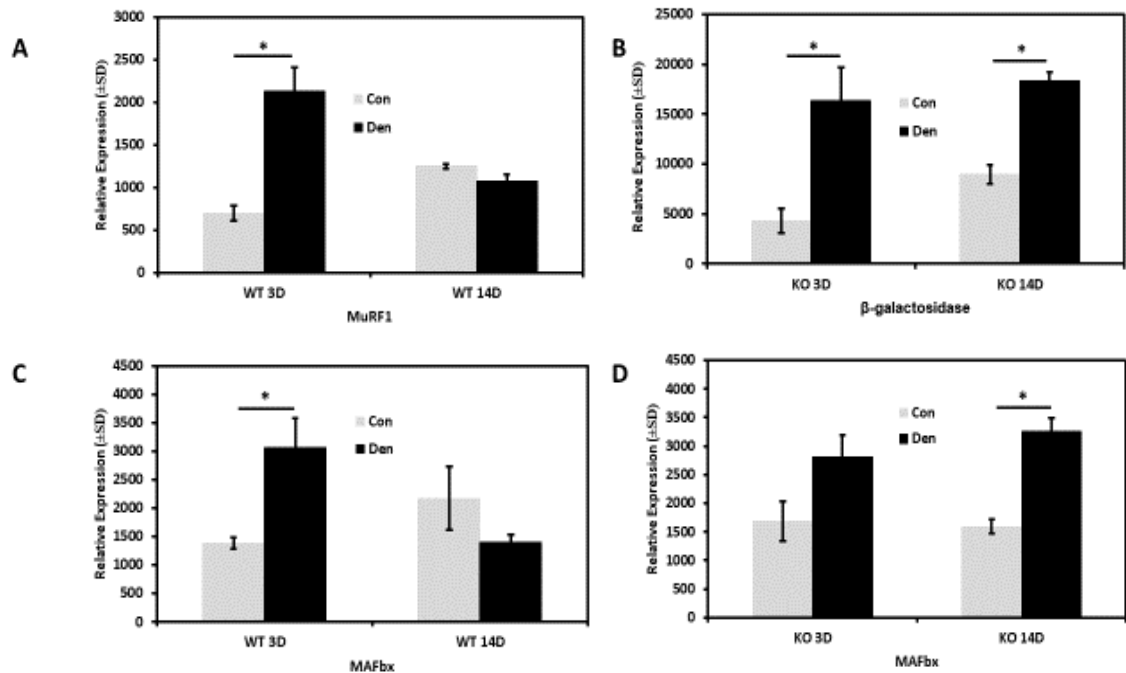 A
Relative Expression (±SD)
3000
2500
2000
1500
1000
500
0
*
Con
Den
WT 3D
WT 14D
MuRF1
B
Relative Expression (±SD)
25000
20000
15000
10000
5000
0
*
*
Con
Den
KO 3D
KO 14D
β-galactosidase
C
Relative Expression (±SD)
4500
4000
3500
3000
2500
2000
1500
1000
500
0
*
Con
Den
WT 3D
WT 14D
MAFbx
D
Relative Expression (±SD)
4500
4000
3500
3000
2500
2000
1500
1000
500
0
*
Con
Den
KO 3D
KO 14D
MAFbx